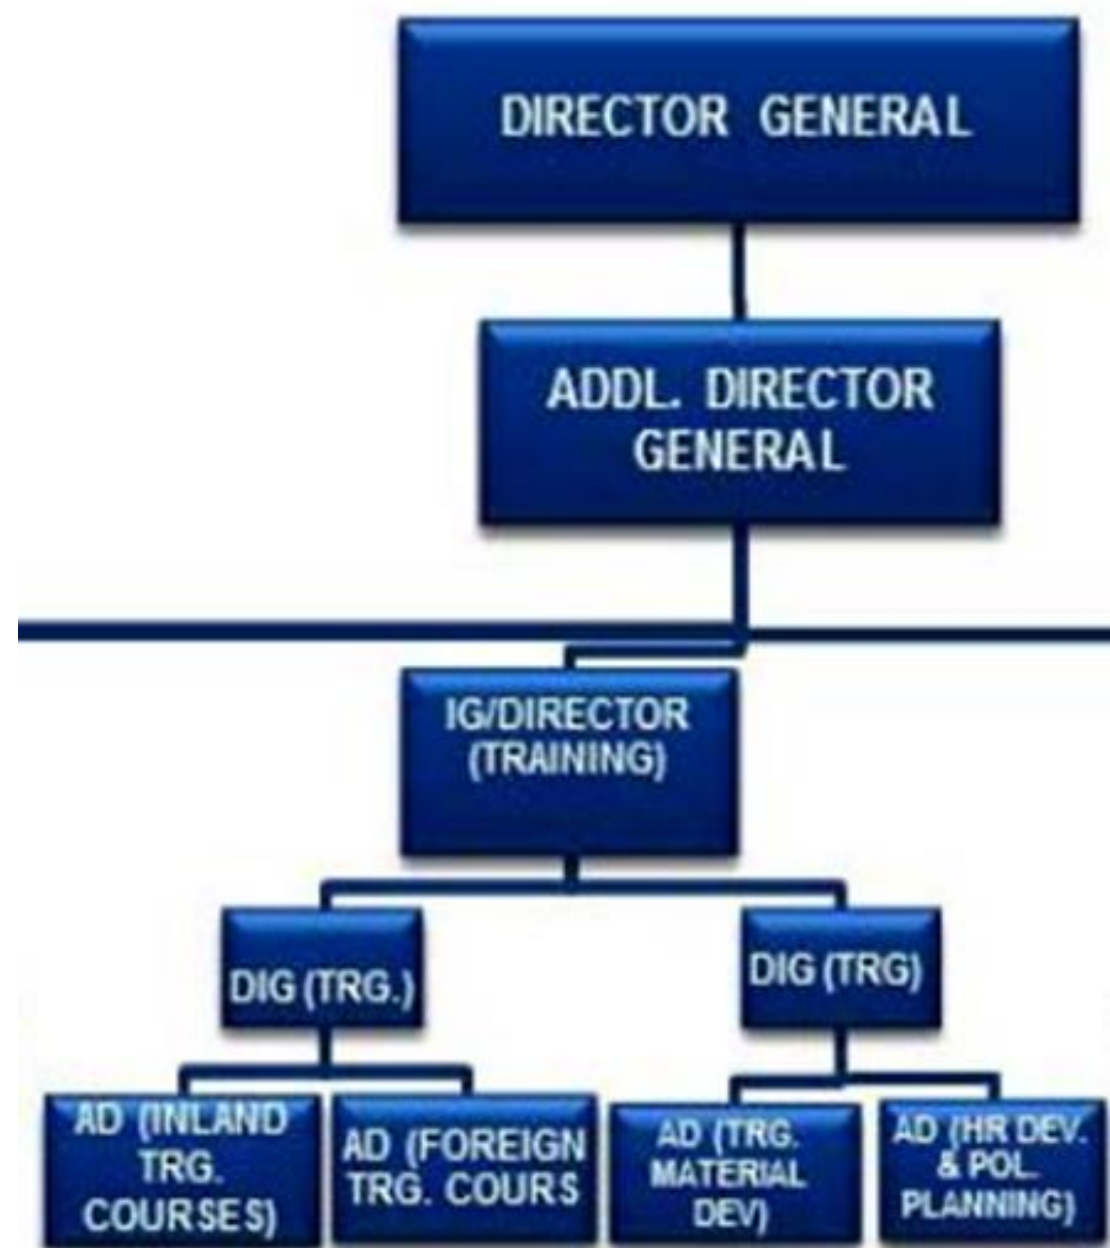 DIRECTOR GENERAL
ADDL. DIRECTOR
GENERAL
IG/DIRECTOR
(TRAINING)
DIG (TRG.)
DIG (TRG)
AD (INLAND
TRG.
COURSES)
AD (FOREIGN
TRG. COURS
AD (TRG.
MATERIAL
DEV)
AD (HR DEV.
& POL.
PLANNING)